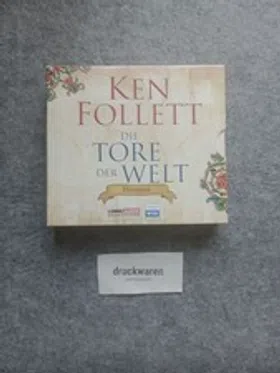 KEN
FOLLETT
DIE
TORE
DER WELT
druckwaren